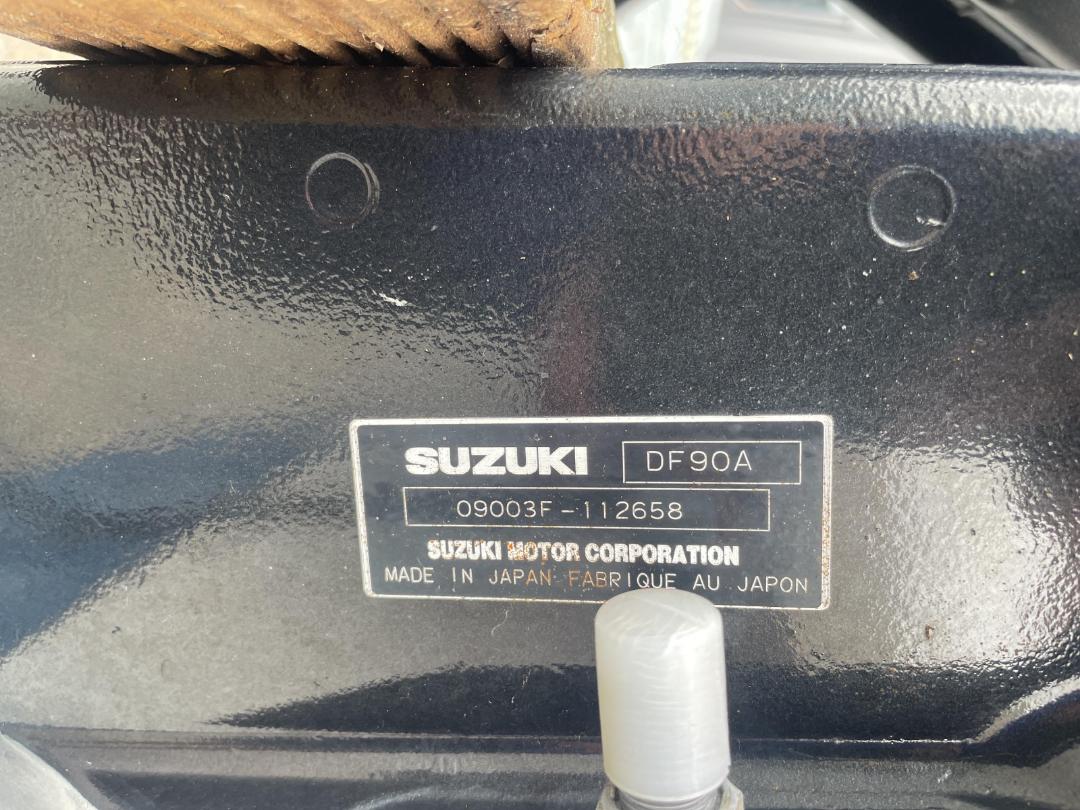 SUZUKI DF90A
09003F-112658
SUZUKI MOTOR CORPORATION
MADE IN JAPAN FABRIQUE AU JAPON